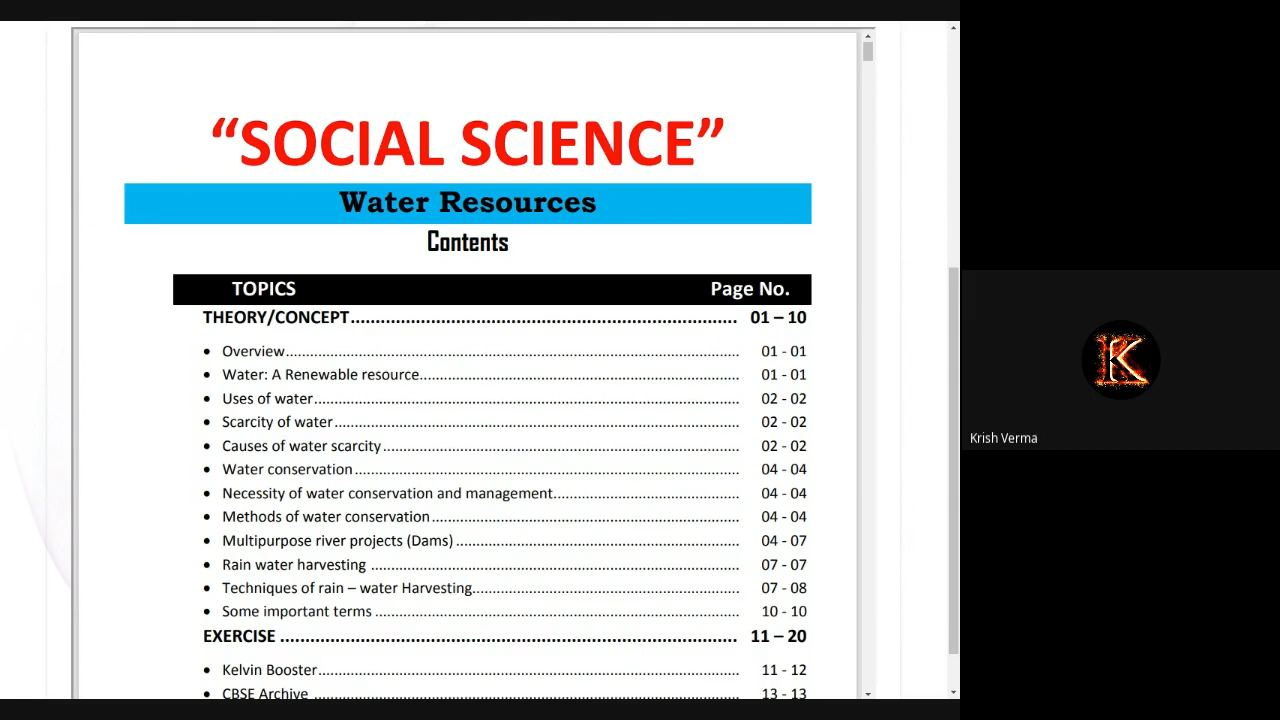 “SOCIAL SCIENCE”
Water Resources
Contents
TOPICS Page No.
THEORY/CONCEPT.................................................................................. 01 – 10
• Overview.................................................................................................... 01 - 01
• Water: A Renewable resource...................................................................... 01 - 01
• Uses of water.............................................................................................. 02 - 02
• Scarcity of water......................................................................................... 02 - 02
• Causes of water scarcity.............................................................................. 02 - 02
• Water conservation..................................................................................... 04 - 04
• Necessity of water conservation and management........................................ 04 - 04
• Methods of water conservation.................................................................... 04 - 04
• Multipurpose river projects (Dams).............................................................. 04 - 07
• Rain water harvesting .................................................................................. 07 - 07
• Techniques of rain – water Harvesting.......................................................... 07 - 08
• Some important terms ................................................................................. 10 - 10
EXERCISE ................................................................................................ 11 – 20
• Kelvin Booster............................................................................................. 11 - 12
• CBSE Archive .............................................................................................. 13 - 13
K
Krish Verma